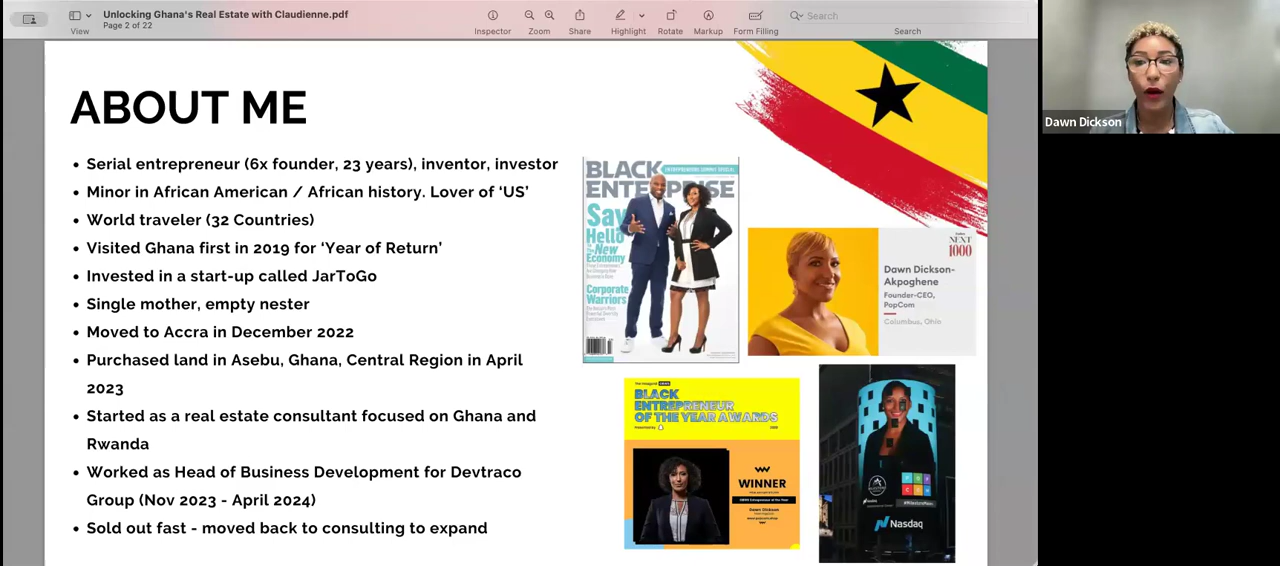 Unlocking Ghana's Real Estate with Claudienne.pdf
Page 2 of 22
View
Inspector
Zoom
Share
Highlight
Rotate
Markup
Form Filling
Search
Search
ABOUT ME
• Serial entrepreneur (6x founder, 23 years), inventor, investor
• Minor in African American / African history. Lover of ‘US’
• World traveler (32 Countries)
• Visited Ghana first in 2019 for ‘Year of Return’
• Invested in a start-up called JarToGo
• Single mother, empty nester
• Moved to Accra in December 2022
• Purchased land in Asebu, Ghana, Central Region in April
2023
• Started as a real estate consultant focused on Ghana and
Rwanda
• Worked as Head of Business Development for Devtraco
Group (Nov 2023 - April 2024)
• Sold out fast - moved back to consulting to expand
BLACK
ENTERPRISE
Say
Hello
to the New
Economy
Corporate
Warriors
NEXT
1000
Dawn Dickson-
Akpoghene
Founder-CEO,
PopCom
Columbus, Ohio
BLACK
ENTREPRENEUR
OF THE YEAR AWARDS
WINNER
Dawn Dickson
Nasdaq
Dawn Dickson